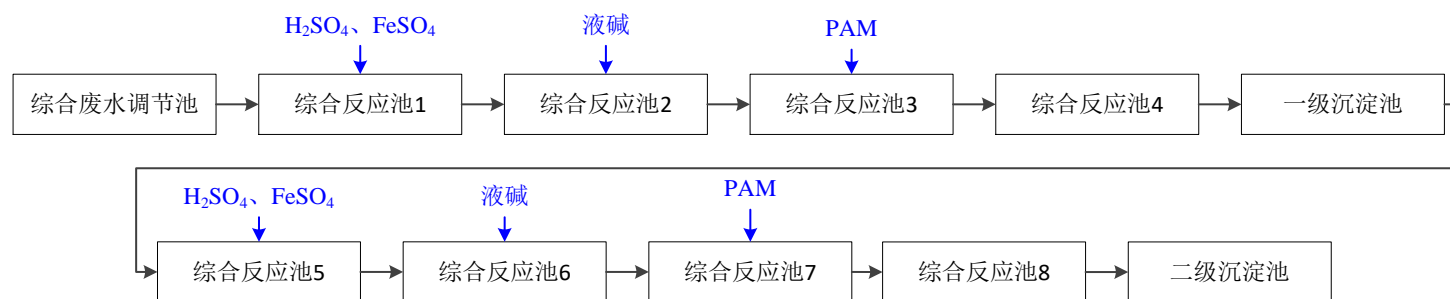 H₂SO₄、FeSO₄
液碱
PAM
综合废水调节池
综合反应池1
综合反应池2
综合反应池3
综合反应池4
一级沉淀池
H₂SO₄、FeSO₄
液碱
PAM
综合反应池5
综合反应池6
综合反应池7
综合反应池8
二级沉淀池